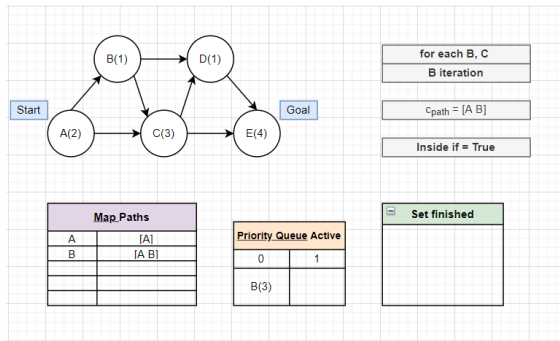 B(1)
D(1)
Start
Goal
A(2)
C(3)
E(4)
for each B, C
B iteration
cpath = [A B]
Inside if = True
Map Paths
A [A]
B [A B]
Priority Queue Active
0 1
B(3)
Set finished